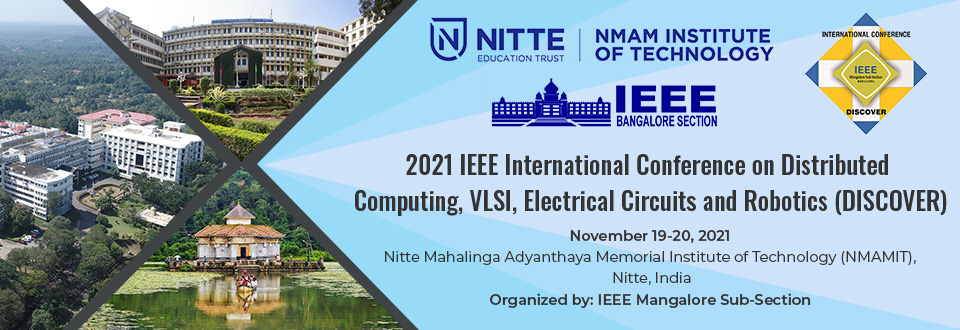 NITTE
EDUCATION TRUST
NMAM INSTITUTE
OF TECHNOLOGY
IEEE
BANGALORE SECTION
INTERNATIONAL CONFERENCE
IEEE
Mangalore Sub-Section
DISCOVER
2021 IEEE International Conference on Distributed
Computing, VLSI, Electrical Circuits and Robotics (DISCOVER)
November 19-20, 2021
Nitte Mahalinga Adyanthaya Memorial Institute of Technology (NMAMIT),
Nitte, India
Organized by: IEEE Mangalore Sub-Section